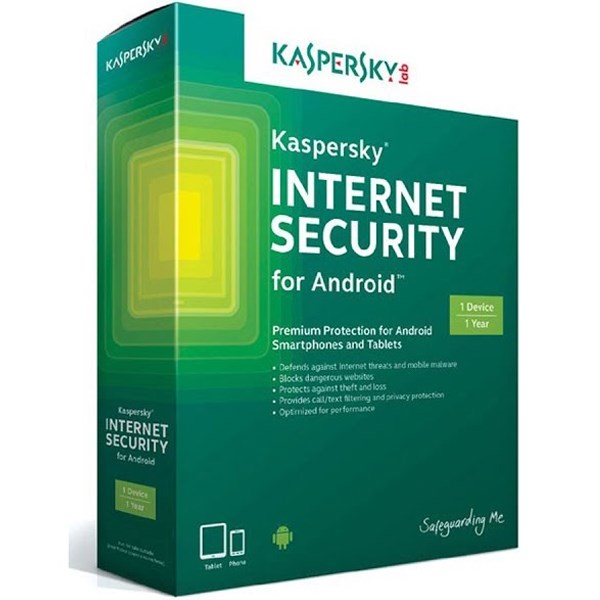 KASPERSKY lab
Kaspersky®
INTERNET
SECURITY
for Android™
1 Device
1 Year
Premium Protection for Android
Smartphones and Tablets
• Defends against Internet threats and mobile malware
• Blocks dangerous websites
• Protects against theft and loss
• Provides call/text filtering and privacy protection
• Optimized for performance
Safeguarding Me
Tablet Phone
KASPERSKY lab
Kaspersky®
INTERNET
SECURITY
for Android
1 Device
1 Year